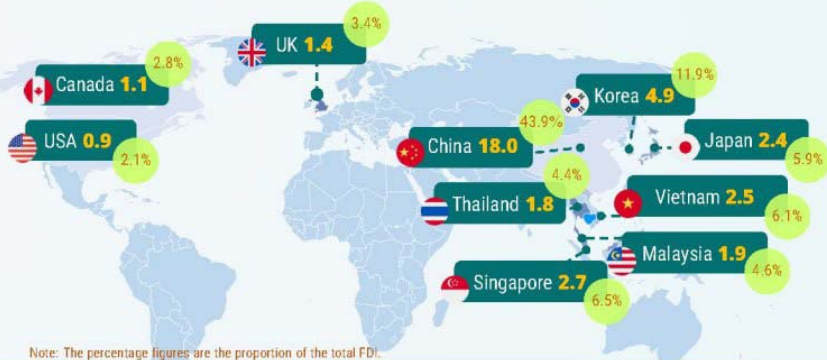 3.4%
UK 1.4
2.8%
Canada 1.1
11.9%
Korea 4.9
USA 0.9
2.1%
43.9%
China 18.0
Japan 2.4
5.9%
4.4%
Thailand 1.8
Vietnam 2.5
6.1%
Malaysia 1.9
4.6%
Singapore 2.7
6.5%
Note: The percentage figures are the proportion of the total FDI.